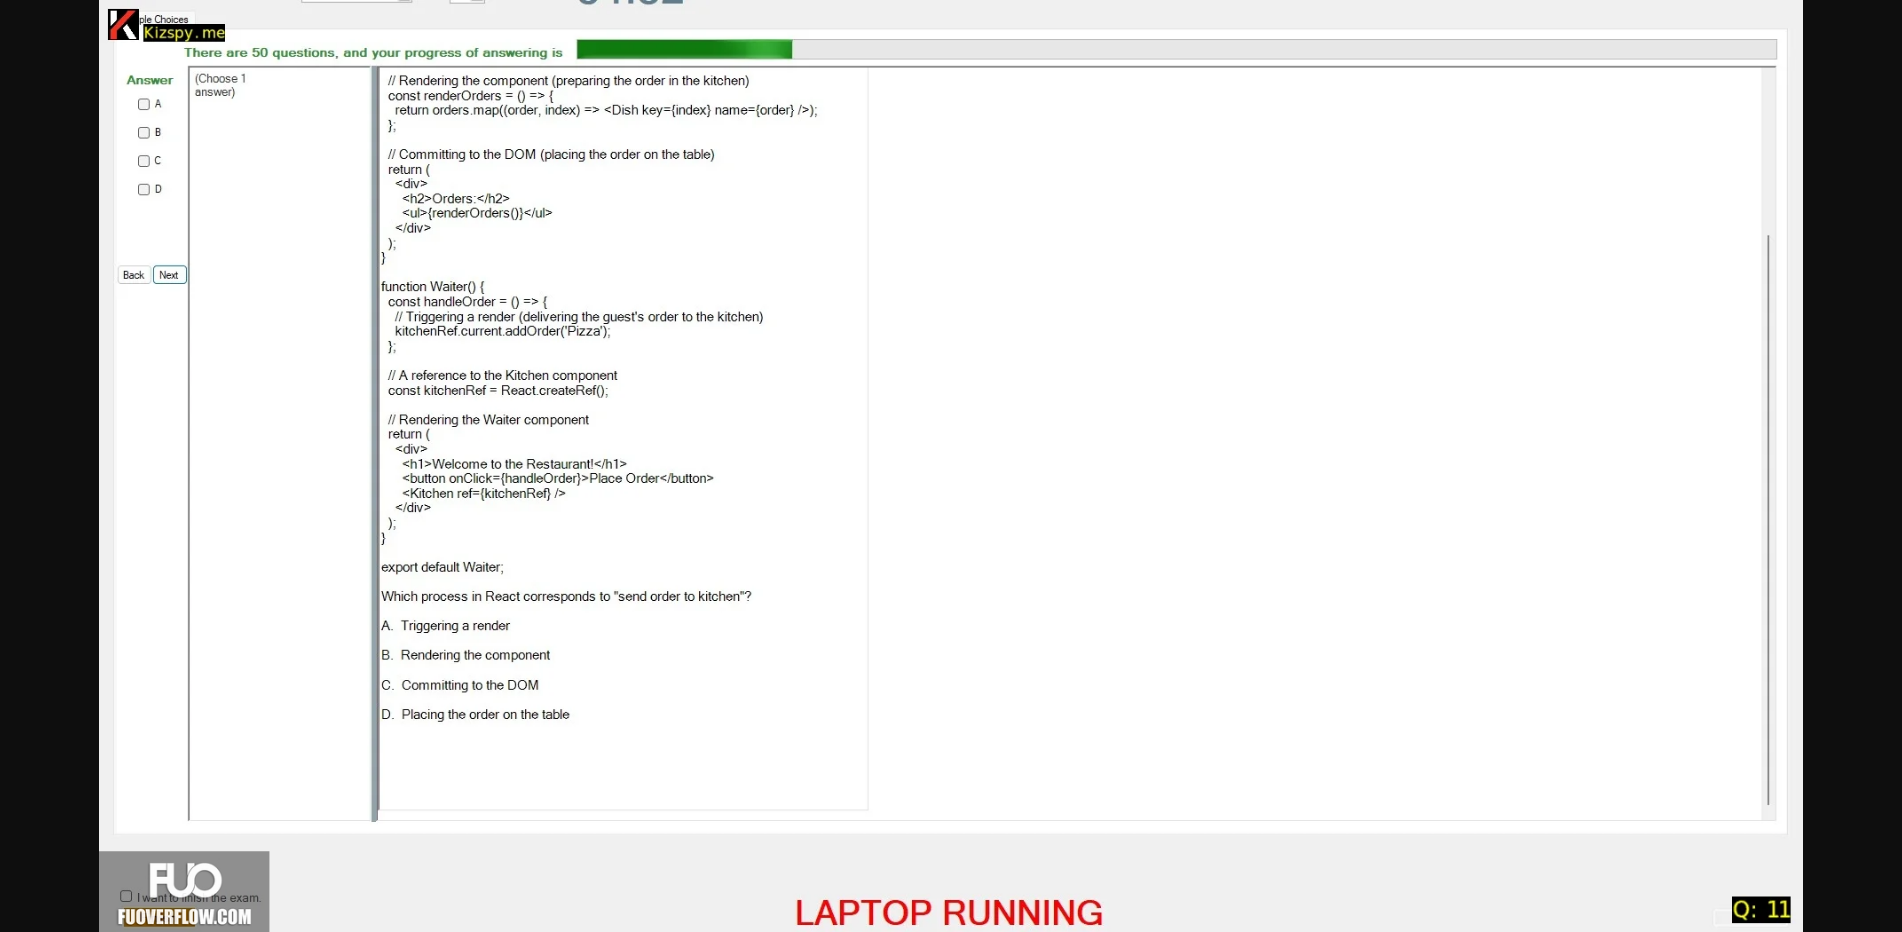 ple Choices
Kizspy.me
There are 50 questions, and your progress of answering is
Answer
(Choose 1
answer)
A
B
C
D
Back
Next
// Rendering the component (preparing the order in the kitchen)
const renderOrders = () => {
return orders.map((order, index) => <Dish key={index} name={order} />);
};
// Committing to the DOM (placing the order on the table)
return (
<div>
<h2>Orders:</h2>
<ul>{renderOrders()}</ul>
</div>
);
}
function Waiter() {
const handleOrder = () => {
// Triggering a render (delivering the guest's order to the kitchen)
kitchenRef.current.addOrder('Pizza');
};
// A reference to the Kitchen component
const kitchenRef = React.createRef();
// Rendering the Waiter component
return (
<div>
<h1>Welcome to the Restaurant!</h1>
<button onClick={handleOrder}>Place Order</button>
<Kitchen ref={kitchenRef} />
</div>
);
}
export default Waiter;
Which process in React corresponds to "send order to kitchen"?
A. Triggering a render
B. Rendering the component
C. Committing to the DOM
D. Placing the order on the table
FUO
I want to finish the exam.
FUOVERFLOW.COM
LAPTOP RUNNING
Q: 11